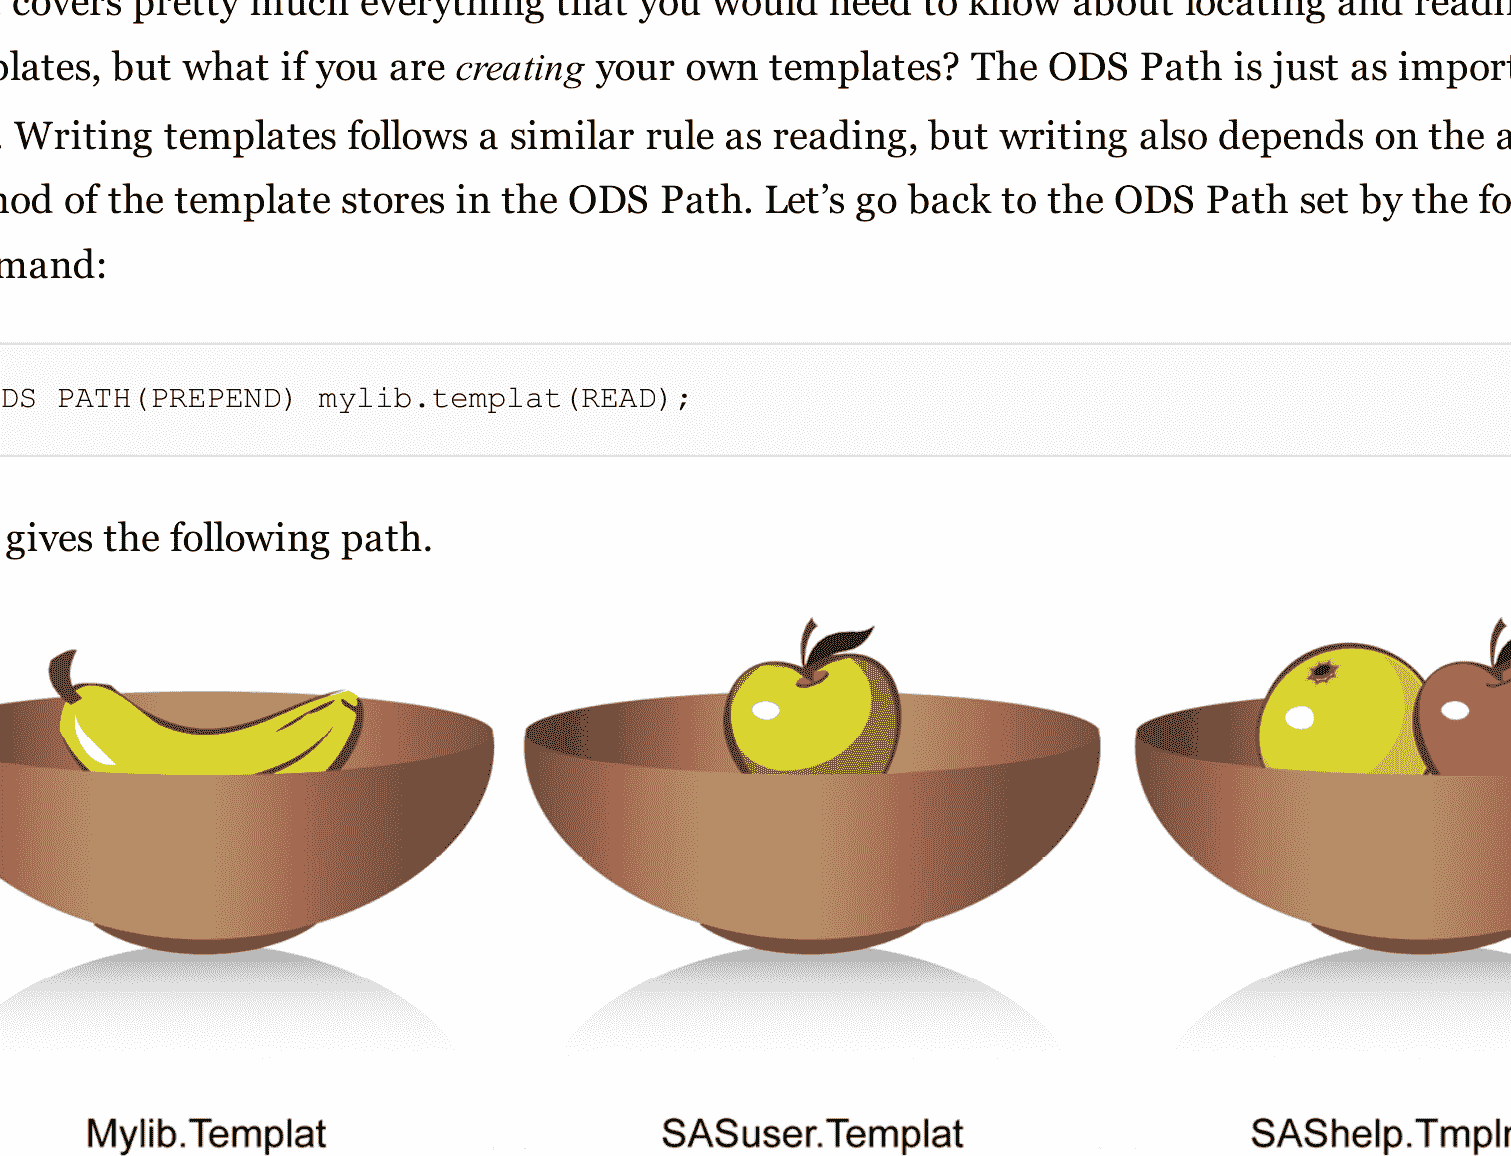 covers pretty much everything that you would need to know about locating and readi
plates, but what if you are creating your own templates? The ODS Path is just as import
. Writing templates follows a similar rule as reading, but writing also depends on the a
nod of the template stores in the ODS Path. Let’s go back to the ODS Path set by the fo
mand:
DS PATH(PREPEND) mylib.templat(READ);
gives the following path.
Mylib.Templat SASuser.Templat SAShelp.Tmpl